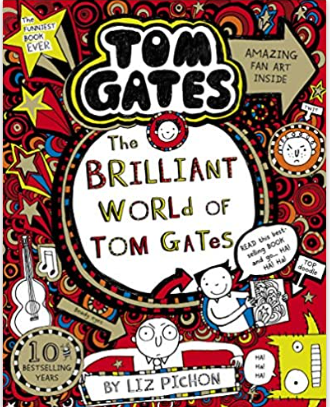 The
FUNNIEST
BOOK
EVER
TOM
GATES
AMAZING
FAN ART
INSIDE
The
BRILLIANT
WORLD OF
TOM GATES
READ this best-
selling BOOK
and go... HA!
HA! Ha!
TOP
doodle
10
BESTSELLING
YEARS
BY LIZ PICHON
HA!
HA!
HA!